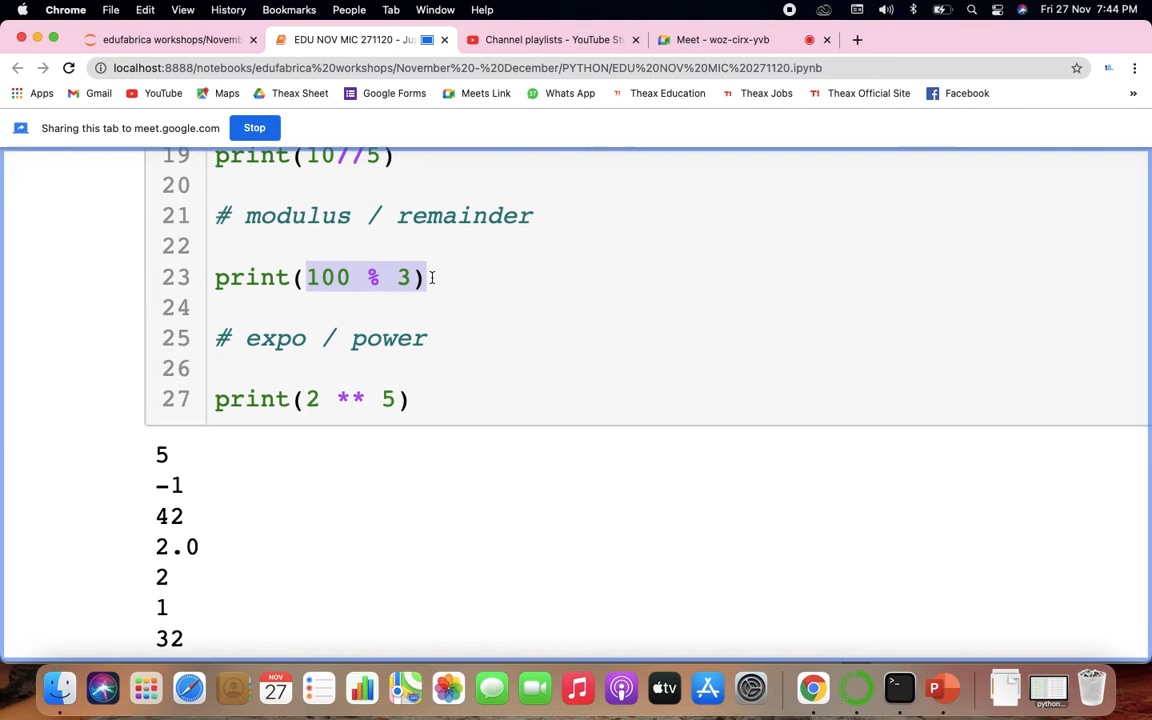 Chrome File Edit View History Bookmarks People Tab Window Help Fri 27 Nov 7:44 PM
edufabrica workshops/Novemb EDU NOV MIC 271120 - Ju Channel playlists - YouTube St Meet - woz-cirx-yvb
localhost:8888/notebooks/edufabrica%20workshops/November%20-%20December/PYTHON/EDU%20NOV%20MIC%20271120.ipynb
Apps Gmail YouTube Maps Theax Sheet Google Forms Meets Link Whats App Theax Education Theax Jobs Theax Official Site Facebook »
Sharing this tab to meet.google.com Stop
19 print(10//5)
20
21 # modulus / remainder
22
23 print(100 % 3)
24
25 # expo / power
26
27 print(2 ** 5)
5
-1
42
2.0
2
1
32
NOV
27
tv
python